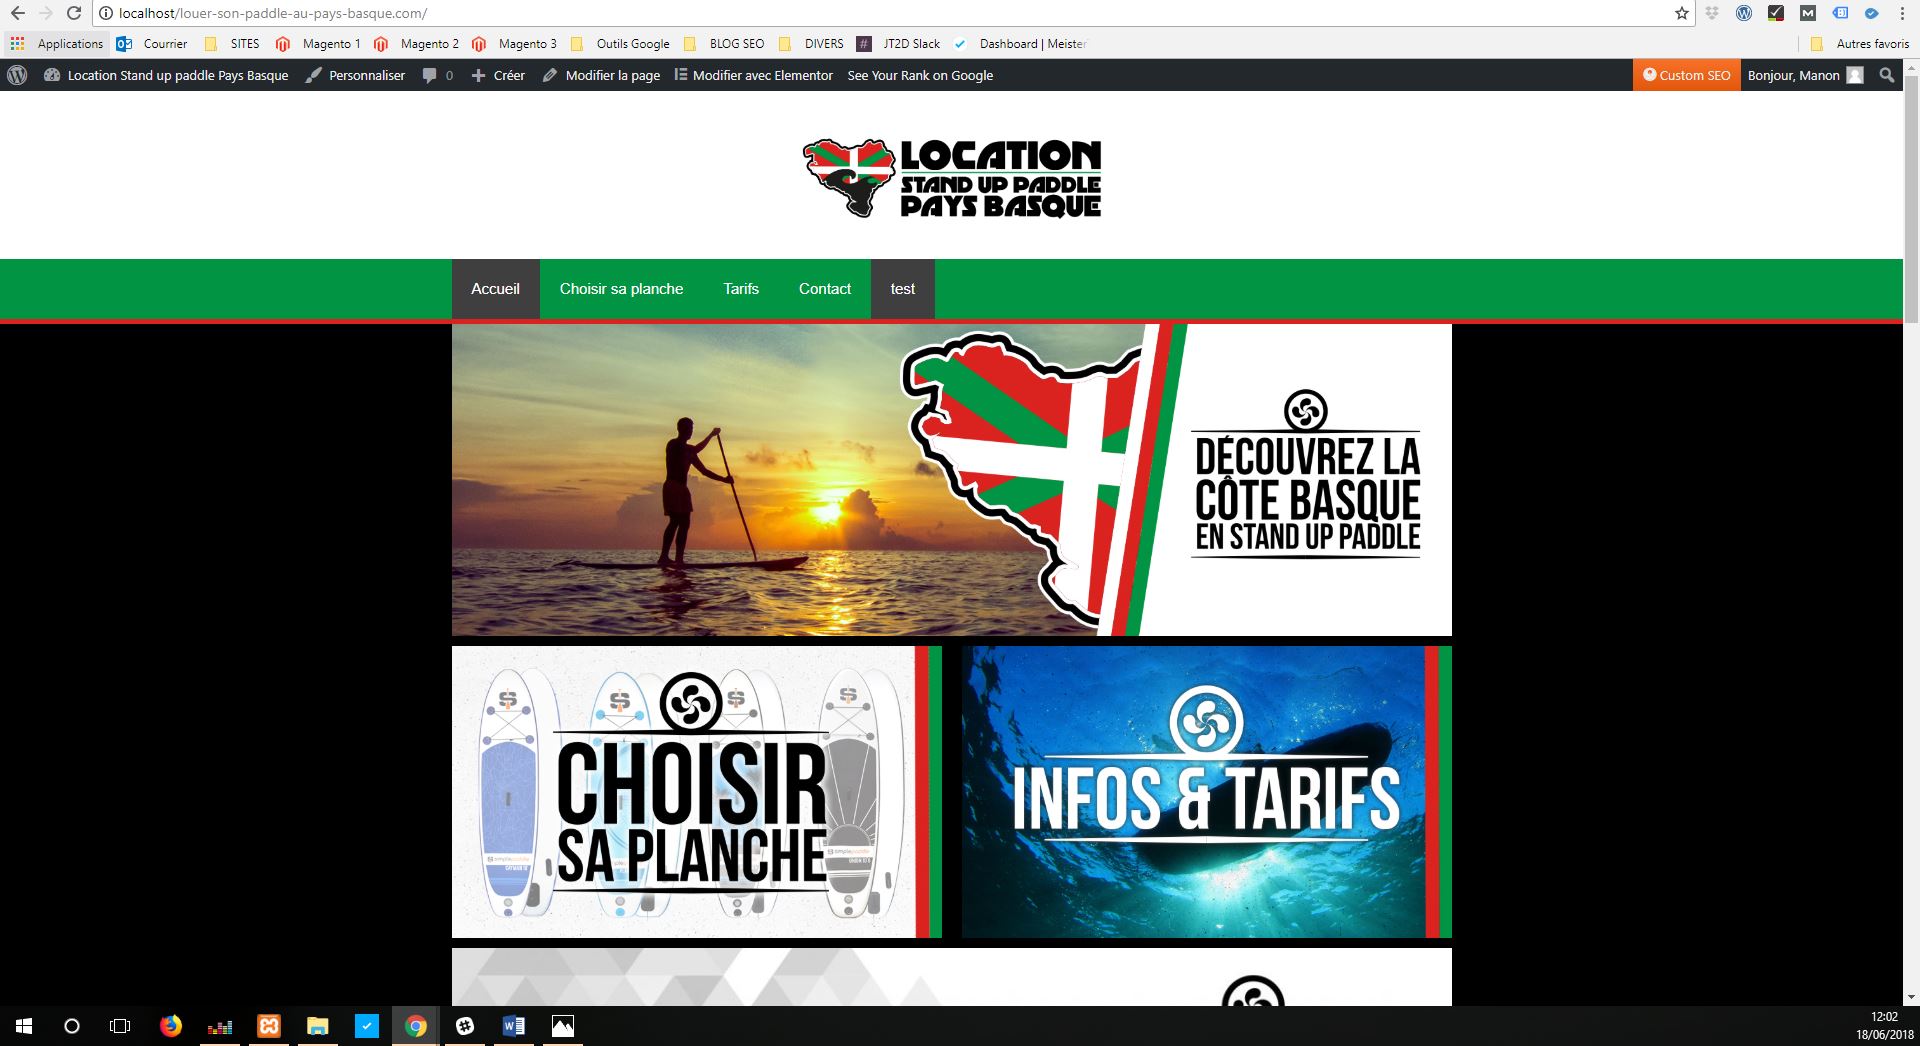 localhost/louer-son-paddle-au-pays-basque.com/
Applications Courrier SITES Magento 1 Magento 2 Magento 3 Outils Google BLOG SEO DIVERS JT2D Slack Dashboard | Meister Autres favoris
Location Stand up paddle Pays Basque Personnaliser 0 Créer Modifier la page Modifier avec Elementor See Your Rank on Google Custom SEO Bonjour, Manon
LOCATION
STAND UP PADDLE
PAYS BASQUE
Accueil Choisir sa planche Tarifs Contact test
DÉCOUVREZ LA
CÔTE BASQUE
EN STAND UP PADDLE
CHOISIR
SA PLANCHE
INFOS & TARIFS
12:02
18/06/2018